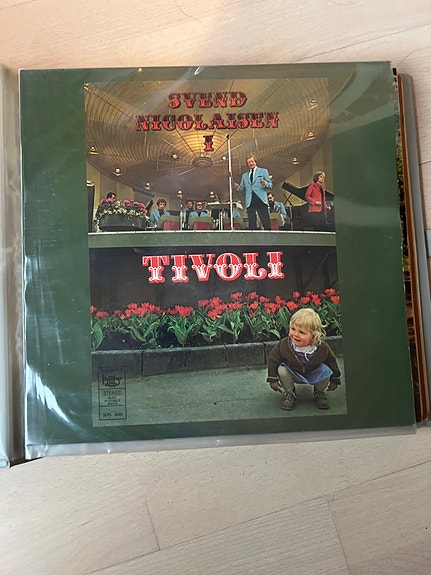 SVEND
NICOLAISEN
I
TIVOLI
STEREO